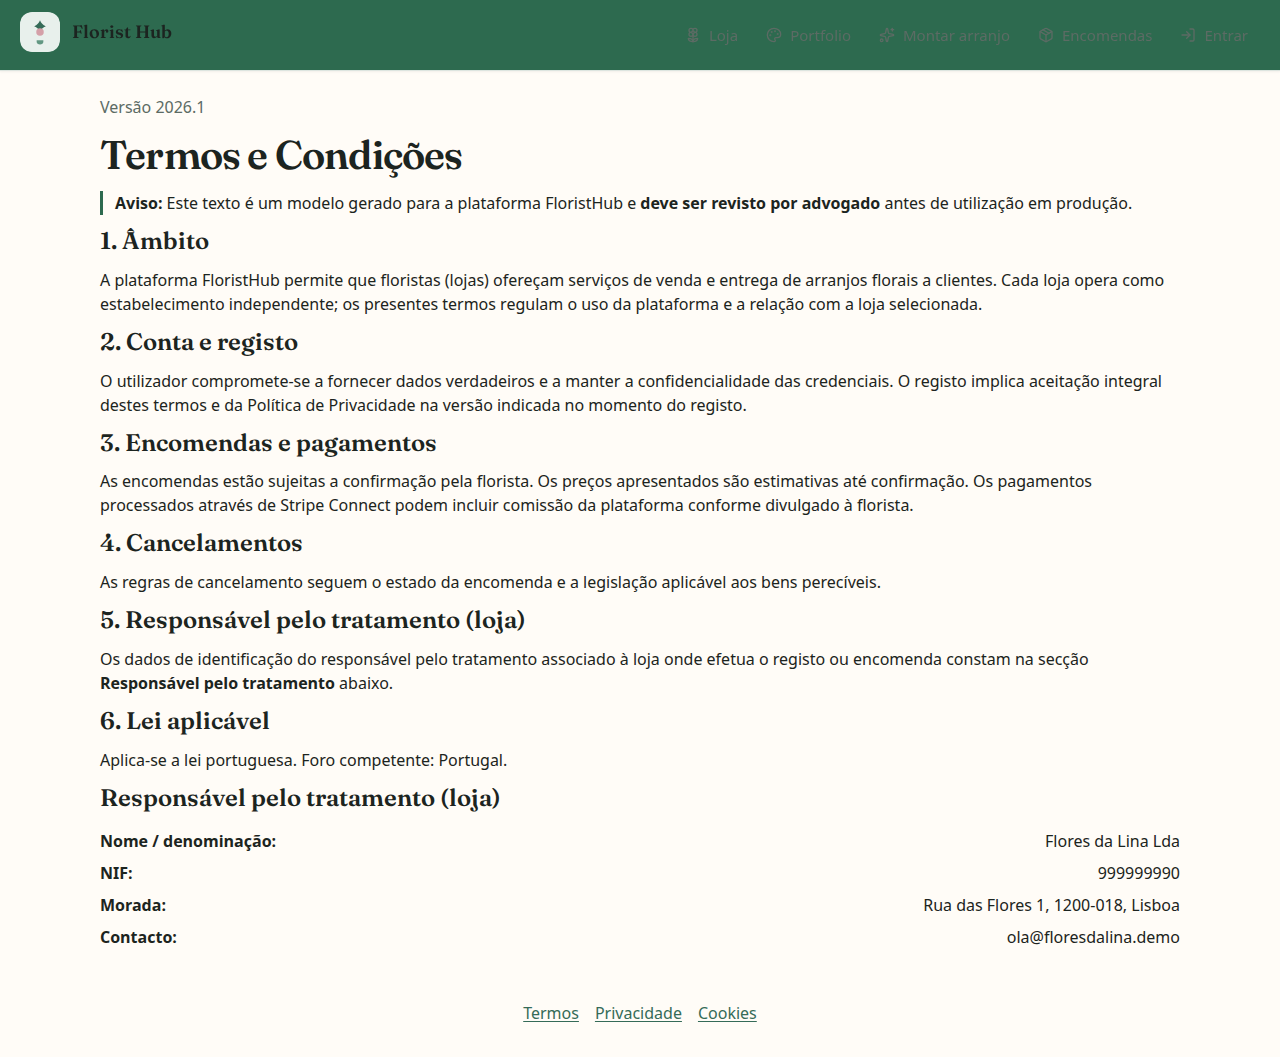 Florist Hub
Loja
Portfolio
Montar arranjo
Encomendas
Entrar
Versão 2026.1
Termos e Condições
Aviso: Este texto é um modelo gerado para a plataforma FloristHub e deve ser revisto por advogado antes de utilização em produção.
1. Âmbito
A plataforma FloristHub permite que floristas (lojas) ofereçam serviços de venda e entrega de arranjos florais a clientes. Cada loja opera como
estabelecimento independente; os presentes termos regulam o uso da plataforma e a relação com a loja selecionada.
2. Conta e registo
O utilizador compromete-se a fornecer dados verdadeiros e a manter a confidencialidade das credenciais. O registo implica aceitação integral
destes termos e da Política de Privacidade na versão indicada no momento do registo.
3. Encomendas e pagamentos
As encomendas estão sujeitas a confirmação pela florista. Os preços apresentados são estimativas até confirmação. Os pagamentos
processados através de Stripe Connect podem incluir comissão da plataforma conforme divulgado à florista.
4. Cancelamentos
As regras de cancelamento seguem o estado da encomenda e a legislação aplicável aos bens perecíveis.
5. Responsável pelo tratamento (loja)
Os dados de identificação do responsável pelo tratamento associado à loja onde efetua o registo ou encomenda constam na secção
Responsável pelo tratamento abaixo.
6. Lei aplicável
Aplica-se a lei portuguesa. Foro competente: Portugal.
Responsável pelo tratamento (loja)
Nome / denominação: Flores da Lina Lda
NIF: 999999990
Morada: Rua das Flores 1, 1200-018, Lisboa
Contacto: ola@floresdalina.demo
Termos Privacidade Cookies